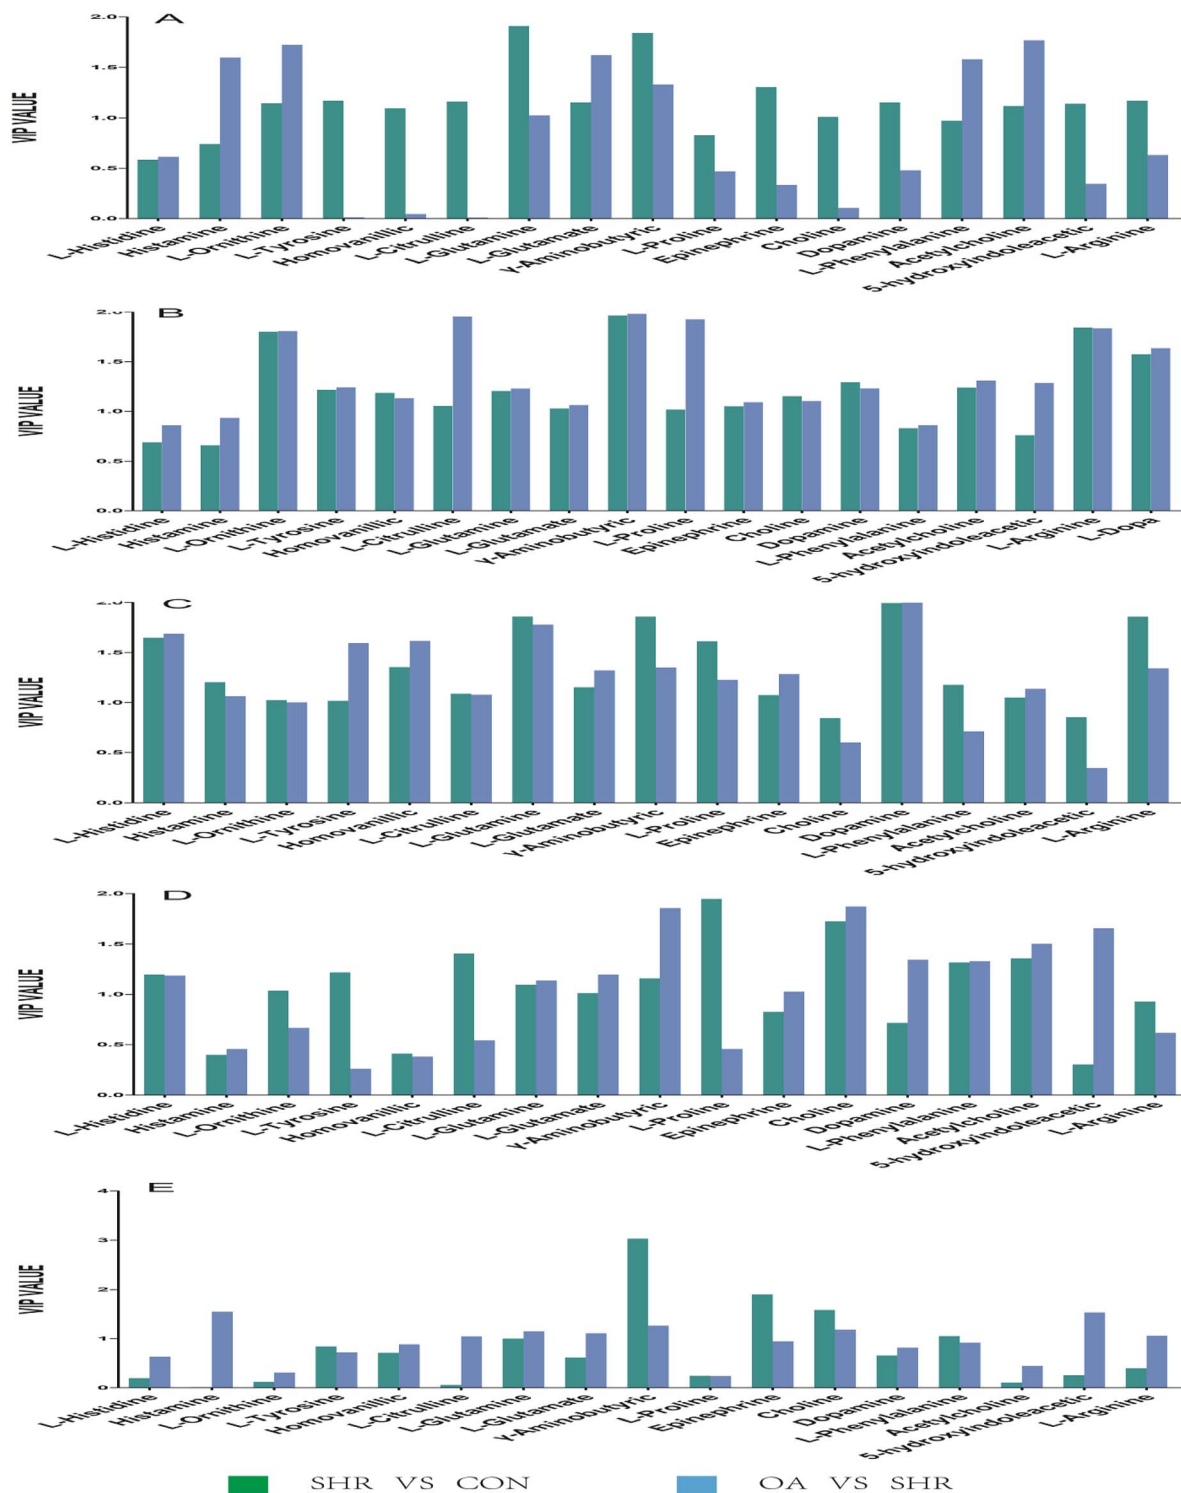 A
VIP VALUE
2.0
1.5
1.0
0.5
0.0
L-Histidine
Histamine
L-Ornithine
L-Tyrosine
Homovanillic
L-Citrulline
L-Glutamine
L-Glutamate
γ-Aminobutyric
L-Proline
Epinephrine
Choline
Dopamine
L-Phenylalanine
Acetylcholine
5-hydroxyindoleacetic
L-Arginine
B
VIP VALUE
2.0
1.5
1.0
0.5
0.0
L-Histidine
Histamine
L-Ornithine
L-Tyrosine
Homovanillic
L-Citrulline
L-Glutamine
L-Glutamate
γ-Aminobutyric
L-Proline
Epinephrine
Choline
Dopamine
L-Phenylalanine
Acetylcholine
5-hydroxyindoleacetic
L-Arginine
L-Dopa
C
VIP VALUE
2.0
1.5
1.0
0.5
0.0
L-Histidine
Histamine
L-Ornithine
L-Tyrosine
Homovanillic
L-Citrulline
L-Glutamine
L-Glutamate
γ-Aminobutyric
L-Proline
Epinephrine
Choline
Dopamine
L-Phenylalanine
Acetylcholine
5-hydroxyindoleacetic
L-Arginine
D
VIP VALUE
2.0
1.5
1.0
0.5
0.0
L-Histidine
Histamine
L-Ornithine
L-Tyrosine
Homovanillic
L-Citrulline
L-Glutamine
L-Glutamate
γ-Aminobutyric
L-Proline
Epinephrine
Choline
Dopamine
L-Phenylalanine
Acetylcholine
5-hydroxyindoleacetic
L-Arginine
E
VIP VALUE
4
3
2
1
0
L-Histidine
Histamine
L-Ornithine
L-Tyrosine
Homovanillic
L-Citrulline
L-Glutamine
L-Glutamate
γ-Aminobutyric
L-Proline
Epinephrine
Choline
Dopamine
L-Phenylalanine
Acetylcholine
5-hydroxyindoleacetic
L-Arginine
SHR VS CON
OA VS SHR